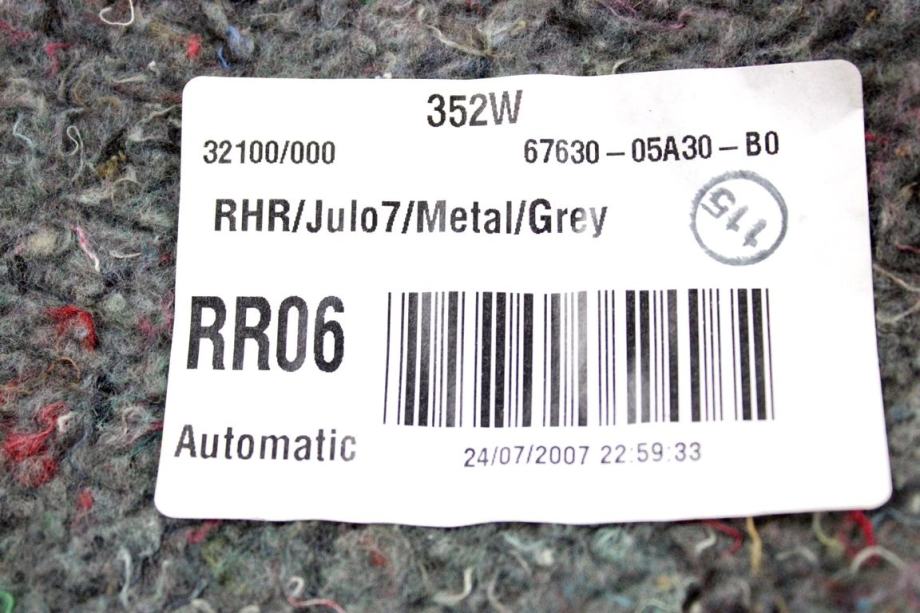 352W
32100/000 67630-05A30-B0
RHR/Julo7/Metal/Grey
115
RR06
Automatic
24/07/2007 22:59:33